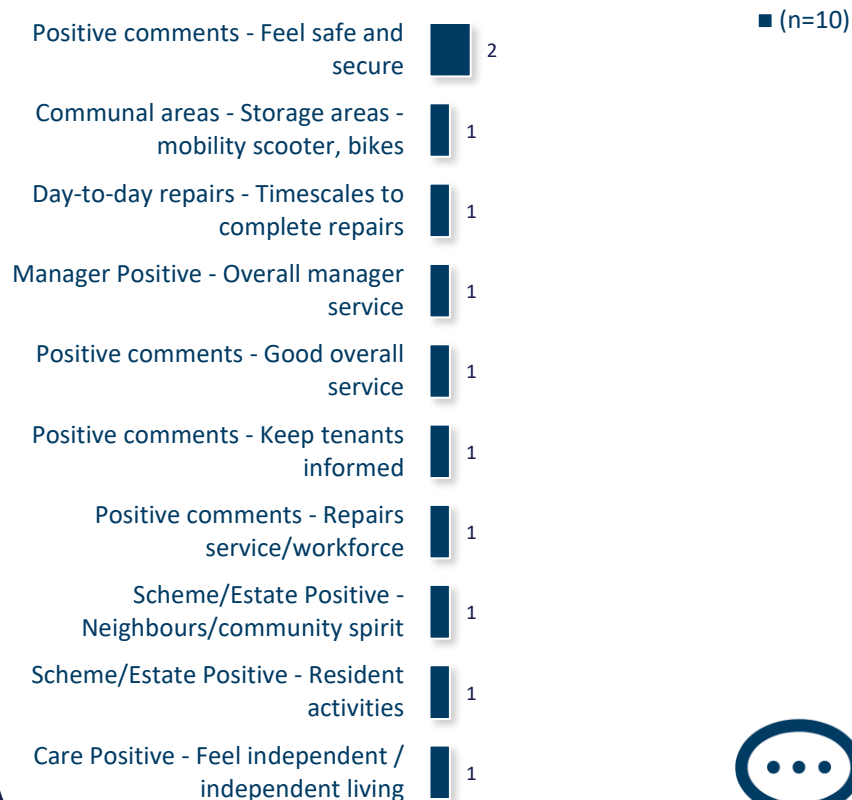 (n=10)
Positive comments - Feel safe and
secure
2
Communal areas - Storage areas -
mobility scooter, bikes
1
Day-to-day repairs - Timescales to
complete repairs
1
Manager Positive - Overall manager
service
1
Positive comments - Good overall
service
1
Positive comments - Keep tenants
informed
1
Positive comments - Repairs
service/workforce
1
Scheme/Estate Positive -
Neighbours/community spirit
1
Scheme/Estate Positive - Resident
activities
1
Care Positive - Feel independent /
independent living
1